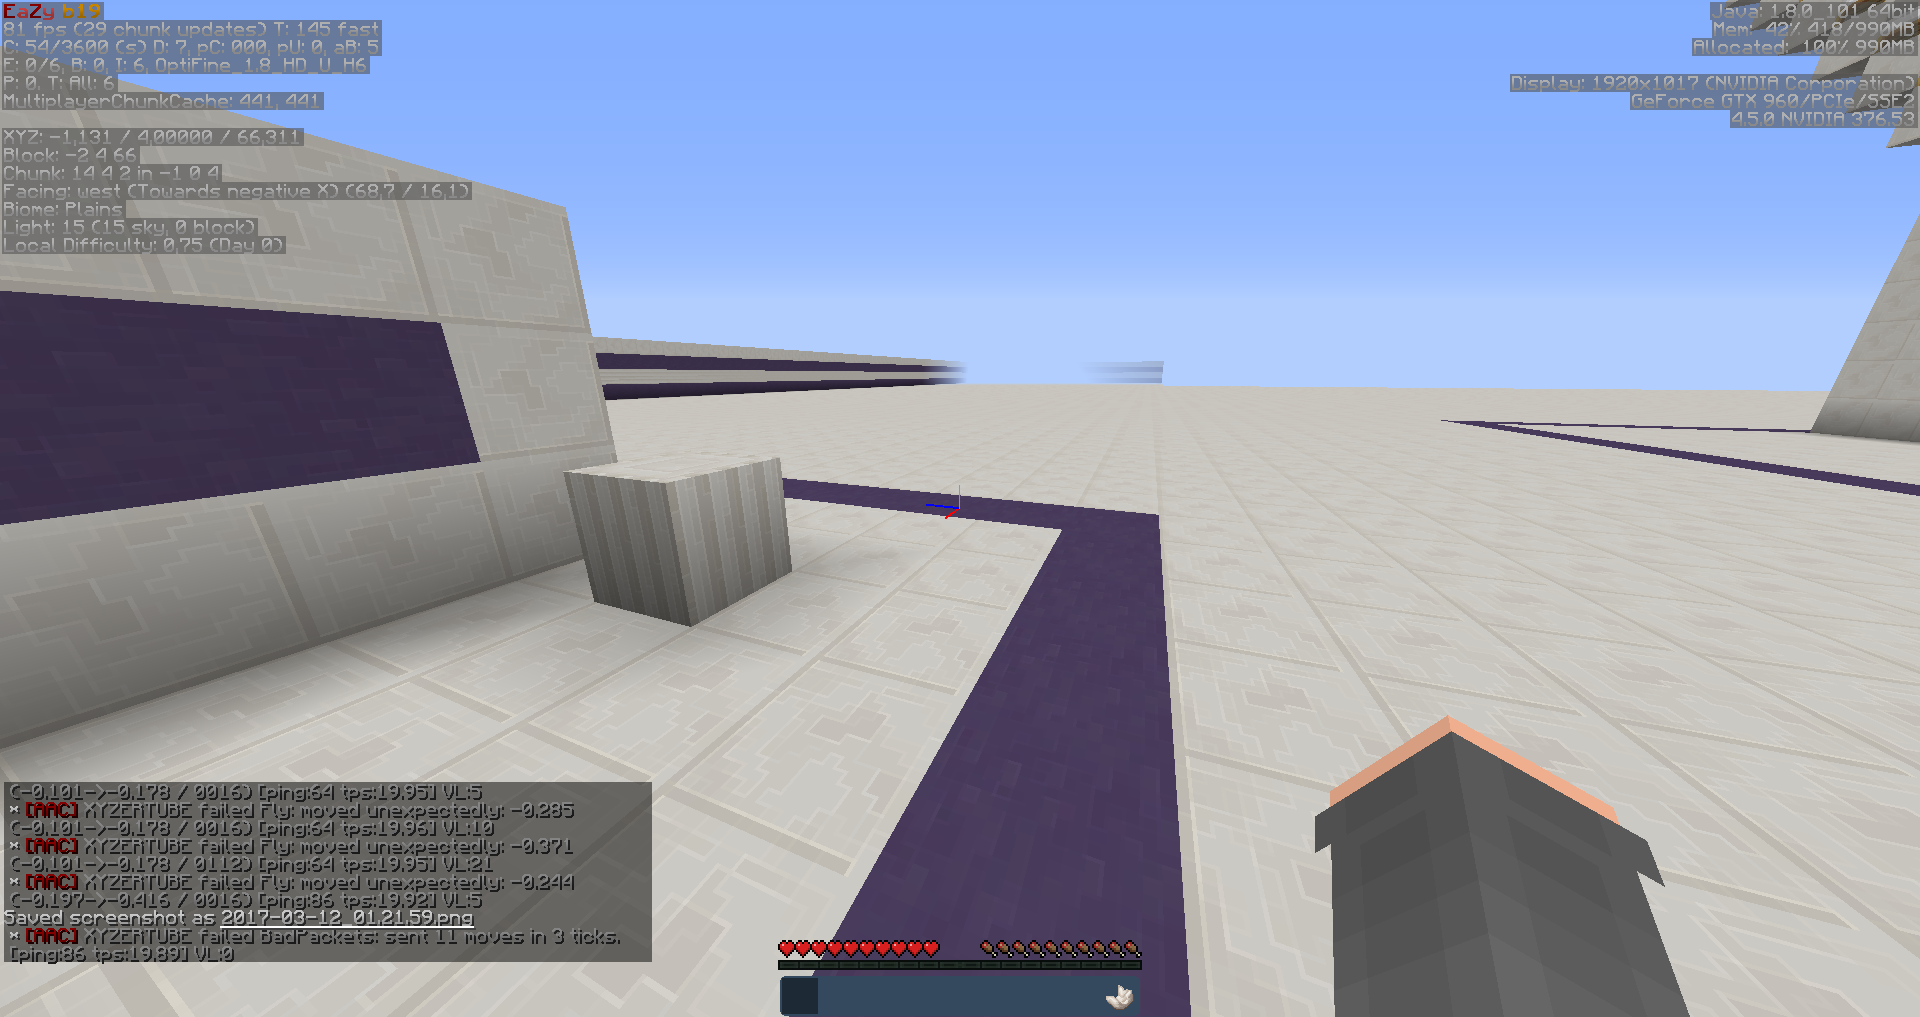 EaZy b19
81 fps (29 chunk updates) T: 145 fast
C: 54/3600 (s) D: 7, pC: 000, pU: 0, aB: 5
E: 0/6, B: 0, I: 6, OptiFine_1.8_HD_U_H6
P: 0. T: All: 6
MultiplayerChunkCache: 441, 441
XYZ: -1,131 / 4,00000 / 66,311
Block: -2 4 66
Chunk: 14 4 2 in -1 0 4
Facing: west (Towards negative X) (68,7 / 16,1)
Biome: Plains
Light: 15 (15 sky, 0 block)
Local Difficulty: 0,75 (Day 0)
Java: 1.8.0_101 64bit
Mem: 42% 418/990MB
Allocated: 100% 990MB
Display: 1920x1017 (NVIDIA Corporation)
GeForce GTX 960/PCIe/SSE2
4.5.0 NVIDIA 376.53
(-0.101->-0.178 / 0016) [ping:64 tps:19.95] VL:5
* [AAC] XYZERTUBE failed Fly: moved unexpectedly: -0.285
(-0.101->-0.178 / 0016) [ping:64 tps:19.96] VL:10
* [AAC] XYZERTUBE failed Fly: moved unexpectedly: -0.371
(-0.101->-0.178 / 0112) [ping:64 tps:19.95] VL:21
* [AAC] XYZERTUBE failed Fly: moved unexpectedly: -0.244
(-0.197->-0.416 / 0016) [ping:86 tps:19.92] VL:5
Saved screenshot as 2017-03-12_01.21.59.png
* [AAC] XYZERTUBE failed BadPackets: sent 11 moves in 3 ticks.
[ping:86 tps:19.89] VL:0